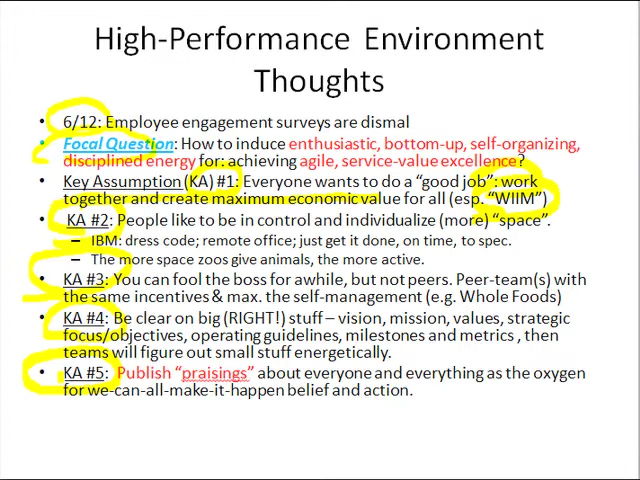 High-Performance Environment
Thoughts
• 6/12: Employee engagement surveys are dismal
• Focal Question: How to induce enthusiastic, bottom-up, self-organizing,
disciplined energy for: achieving agile, service-value excellence?
• Key Assumption (KA) #1: Everyone wants to do a "good job": work
together and create maximum economic value for all (esp. "WIIM")
• KA #2: People like to be in control and individualize (more) "space".
– IBM: dress code; remote office; just get it done, on time, to spec.
– The more space zoos give animals, the more active.
• KA #3: You can fool the boss for awhile, but not peers. Peer-team(s) with
the same incentives & max. the self-management (e.g. Whole Foods)
• KA #4: Be clear on big (RIGHT!) stuff – vision, mission, values, strategic
focus/objectives, operating guidelines, milestones and metrics , then
teams will figure out small stuff energetically.
• KA #5: Publish "praisings" about everyone and everything as the oxygen
for we-can-all-make-it-happen belief and action.